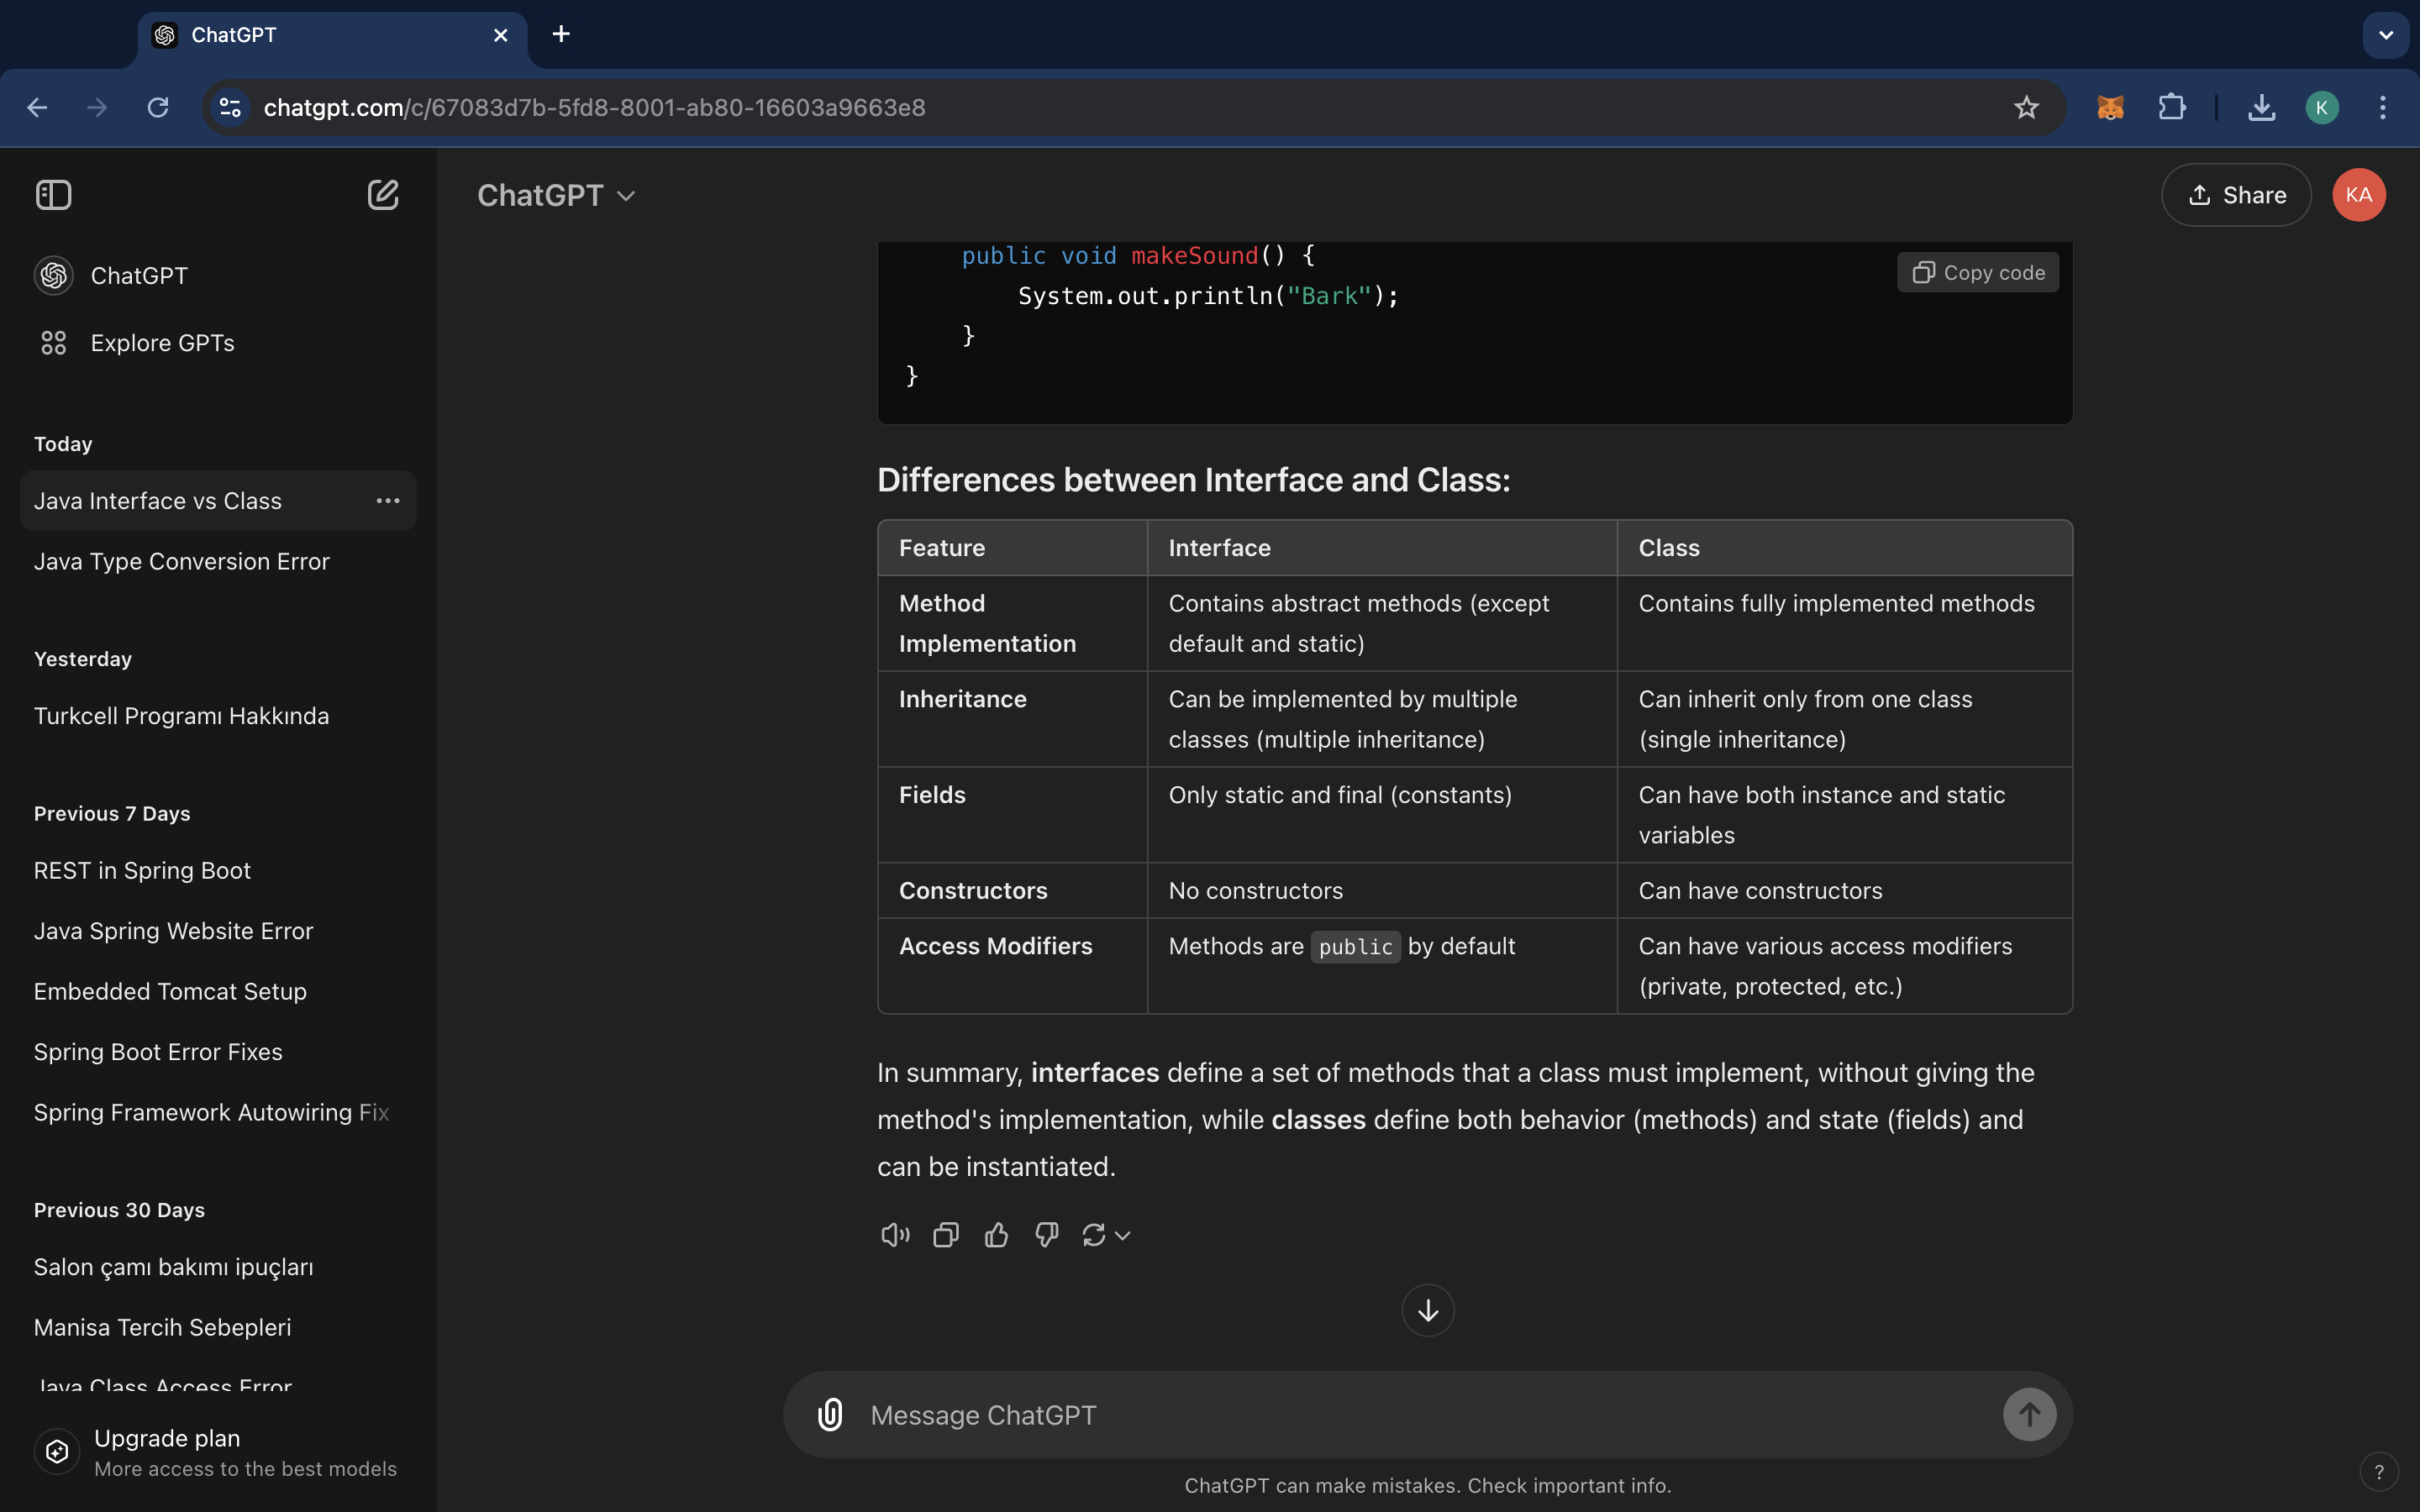 ChatGPT
chatgpt.com/c/67083d7b-5fd8-8001-ab80-16603a9663e8
K
ChatGPT
Explore GPTs
Today
Java Interface vs Class
Java Type Conversion Error
Yesterday
Turkcell Programı Hakkında
Previous 7 Days
REST in Spring Boot
Java Spring Website Error
Embedded Tomcat Setup
Spring Boot Error Fixes
Spring Framework Autowiring Fix
Previous 30 Days
Salon çamı bakımı ipuçları
Manisa Tercih Sebepleri
Java Class Access Error
Upgrade plan
More access to the best models
ChatGPT
Share
KA
public void makeSound() {
Copy code
System.out.println("Bark");
}
}
Differences between Interface and Class:
Feature Interface Class
Method Contains abstract methods (except Contains fully implemented methods
Implementation default and static)
Inheritance Can be implemented by multiple Can inherit only from one class
classes (multiple inheritance) (single inheritance)
Fields Only static and final (constants) Can have both instance and static
variables
Constructors No constructors Can have constructors
Access Modifiers Methods are public by default Can have various access modifiers
(private, protected, etc.)
In summary, interfaces define a set of methods that a class must implement, without giving the
method's implementation, while classes define both behavior (methods) and state (fields) and
can be instantiated.
Message ChatGPT
ChatGPT can make mistakes. Check important info.
?